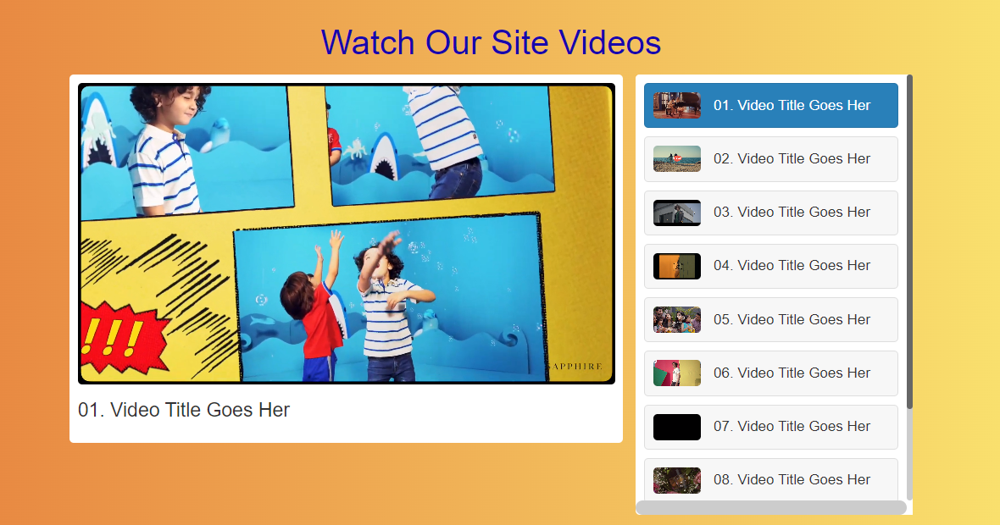 Watch Our Site Videos
!!!
SAPPHIRE
01. Video Title Goes Her
01. Video Title Goes Her
02. Video Title Goes Her
03. Video Title Goes Her
04. Video Title Goes Her
05. Video Title Goes Her
06. Video Title Goes Her
07. Video Title Goes Her
08. Video Title Goes Her